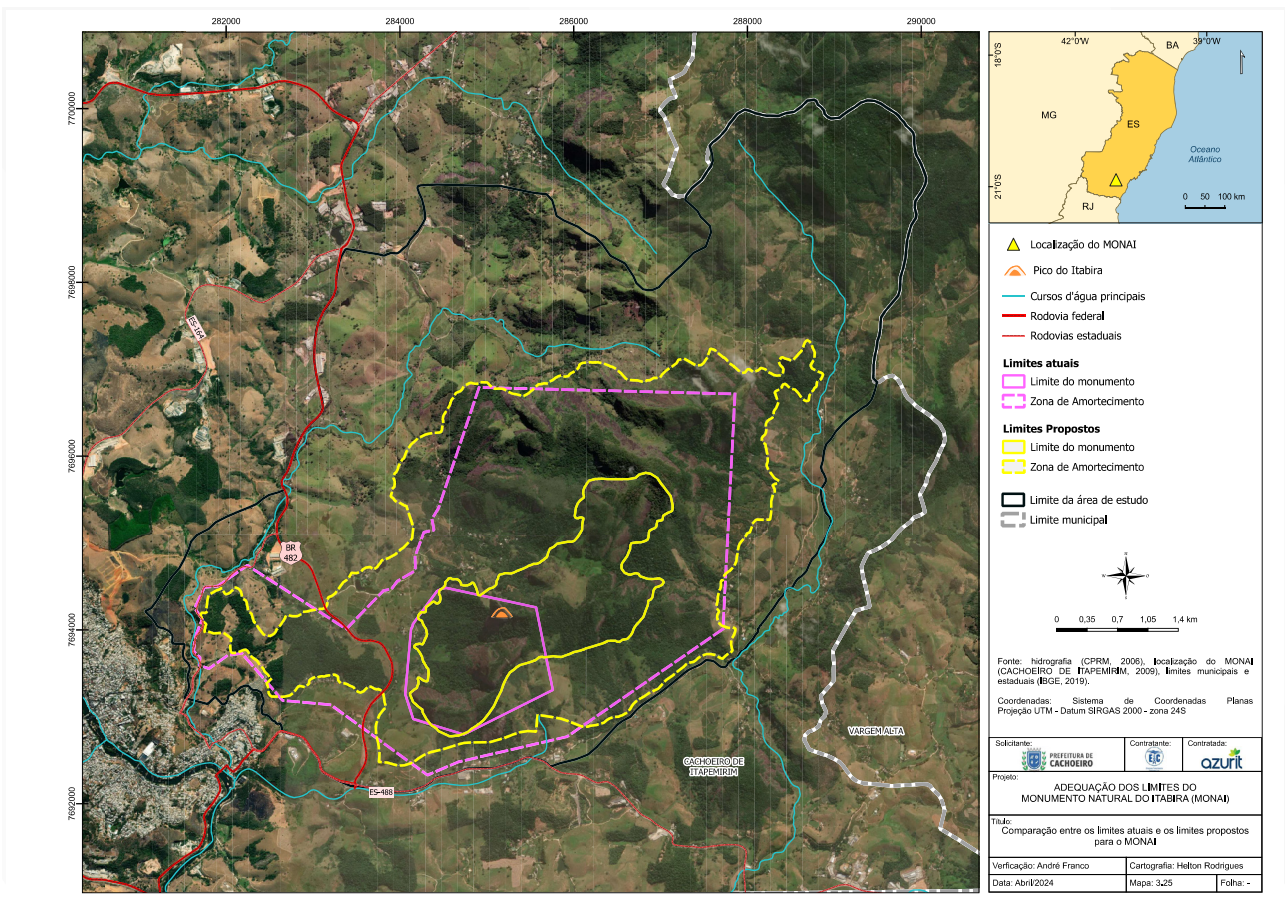 282000
284000
286000
288000
290000
7700000
7698000
7696000
7694000
7692000
ES-164
BR
482
ES-488
CACHOEIRO DE
ITAPEMIRIM
VARGEM ALTA
42°0'W
39°0'W
18°0'S
21°0'S
BA
MG
ES
RJ
Oceano
Atlântico
0 50 100 km
Localização do MONAI
Pico do Itabira
Cursos d'água principais
Rodovia federal
Rodovias estaduais
Limites atuais
Limite do monumento
Zona de Amortecimento
Limites Propostos
Limite do monumento
Zona de Amortecimento
Limite da área de estudo
Limite municipal
0 0,35 0,7 1,05 1,4 km
Fonte: hidrografia (CPRM, 2006), localização do MONAI
(CACHOEIRO DE ITAPEMIRIM, 2009), limites municipais e
estaduais (IBGE, 2019).
Coordenadas: Sistema de Coordenadas Planas
Projeção UTM - Datum SIRGAS 2000 - zona 24S
Solicitante:
PREFEITURA DE
CACHOEIRO
Contratante:
Contratada:
azurit
Projeto:
ADEQUAÇÃO DOS LIMITES DO
MONUMENTO NATURAL DO ITABIRA (MONAI)
Título:
Comparação entre os limites atuais e os limites propostos
para o MONAI
Verficação: André Franco
Cartografia: Helton Rodrigues
Data: Abril/2024
Mapa: 3.25
Folha: -